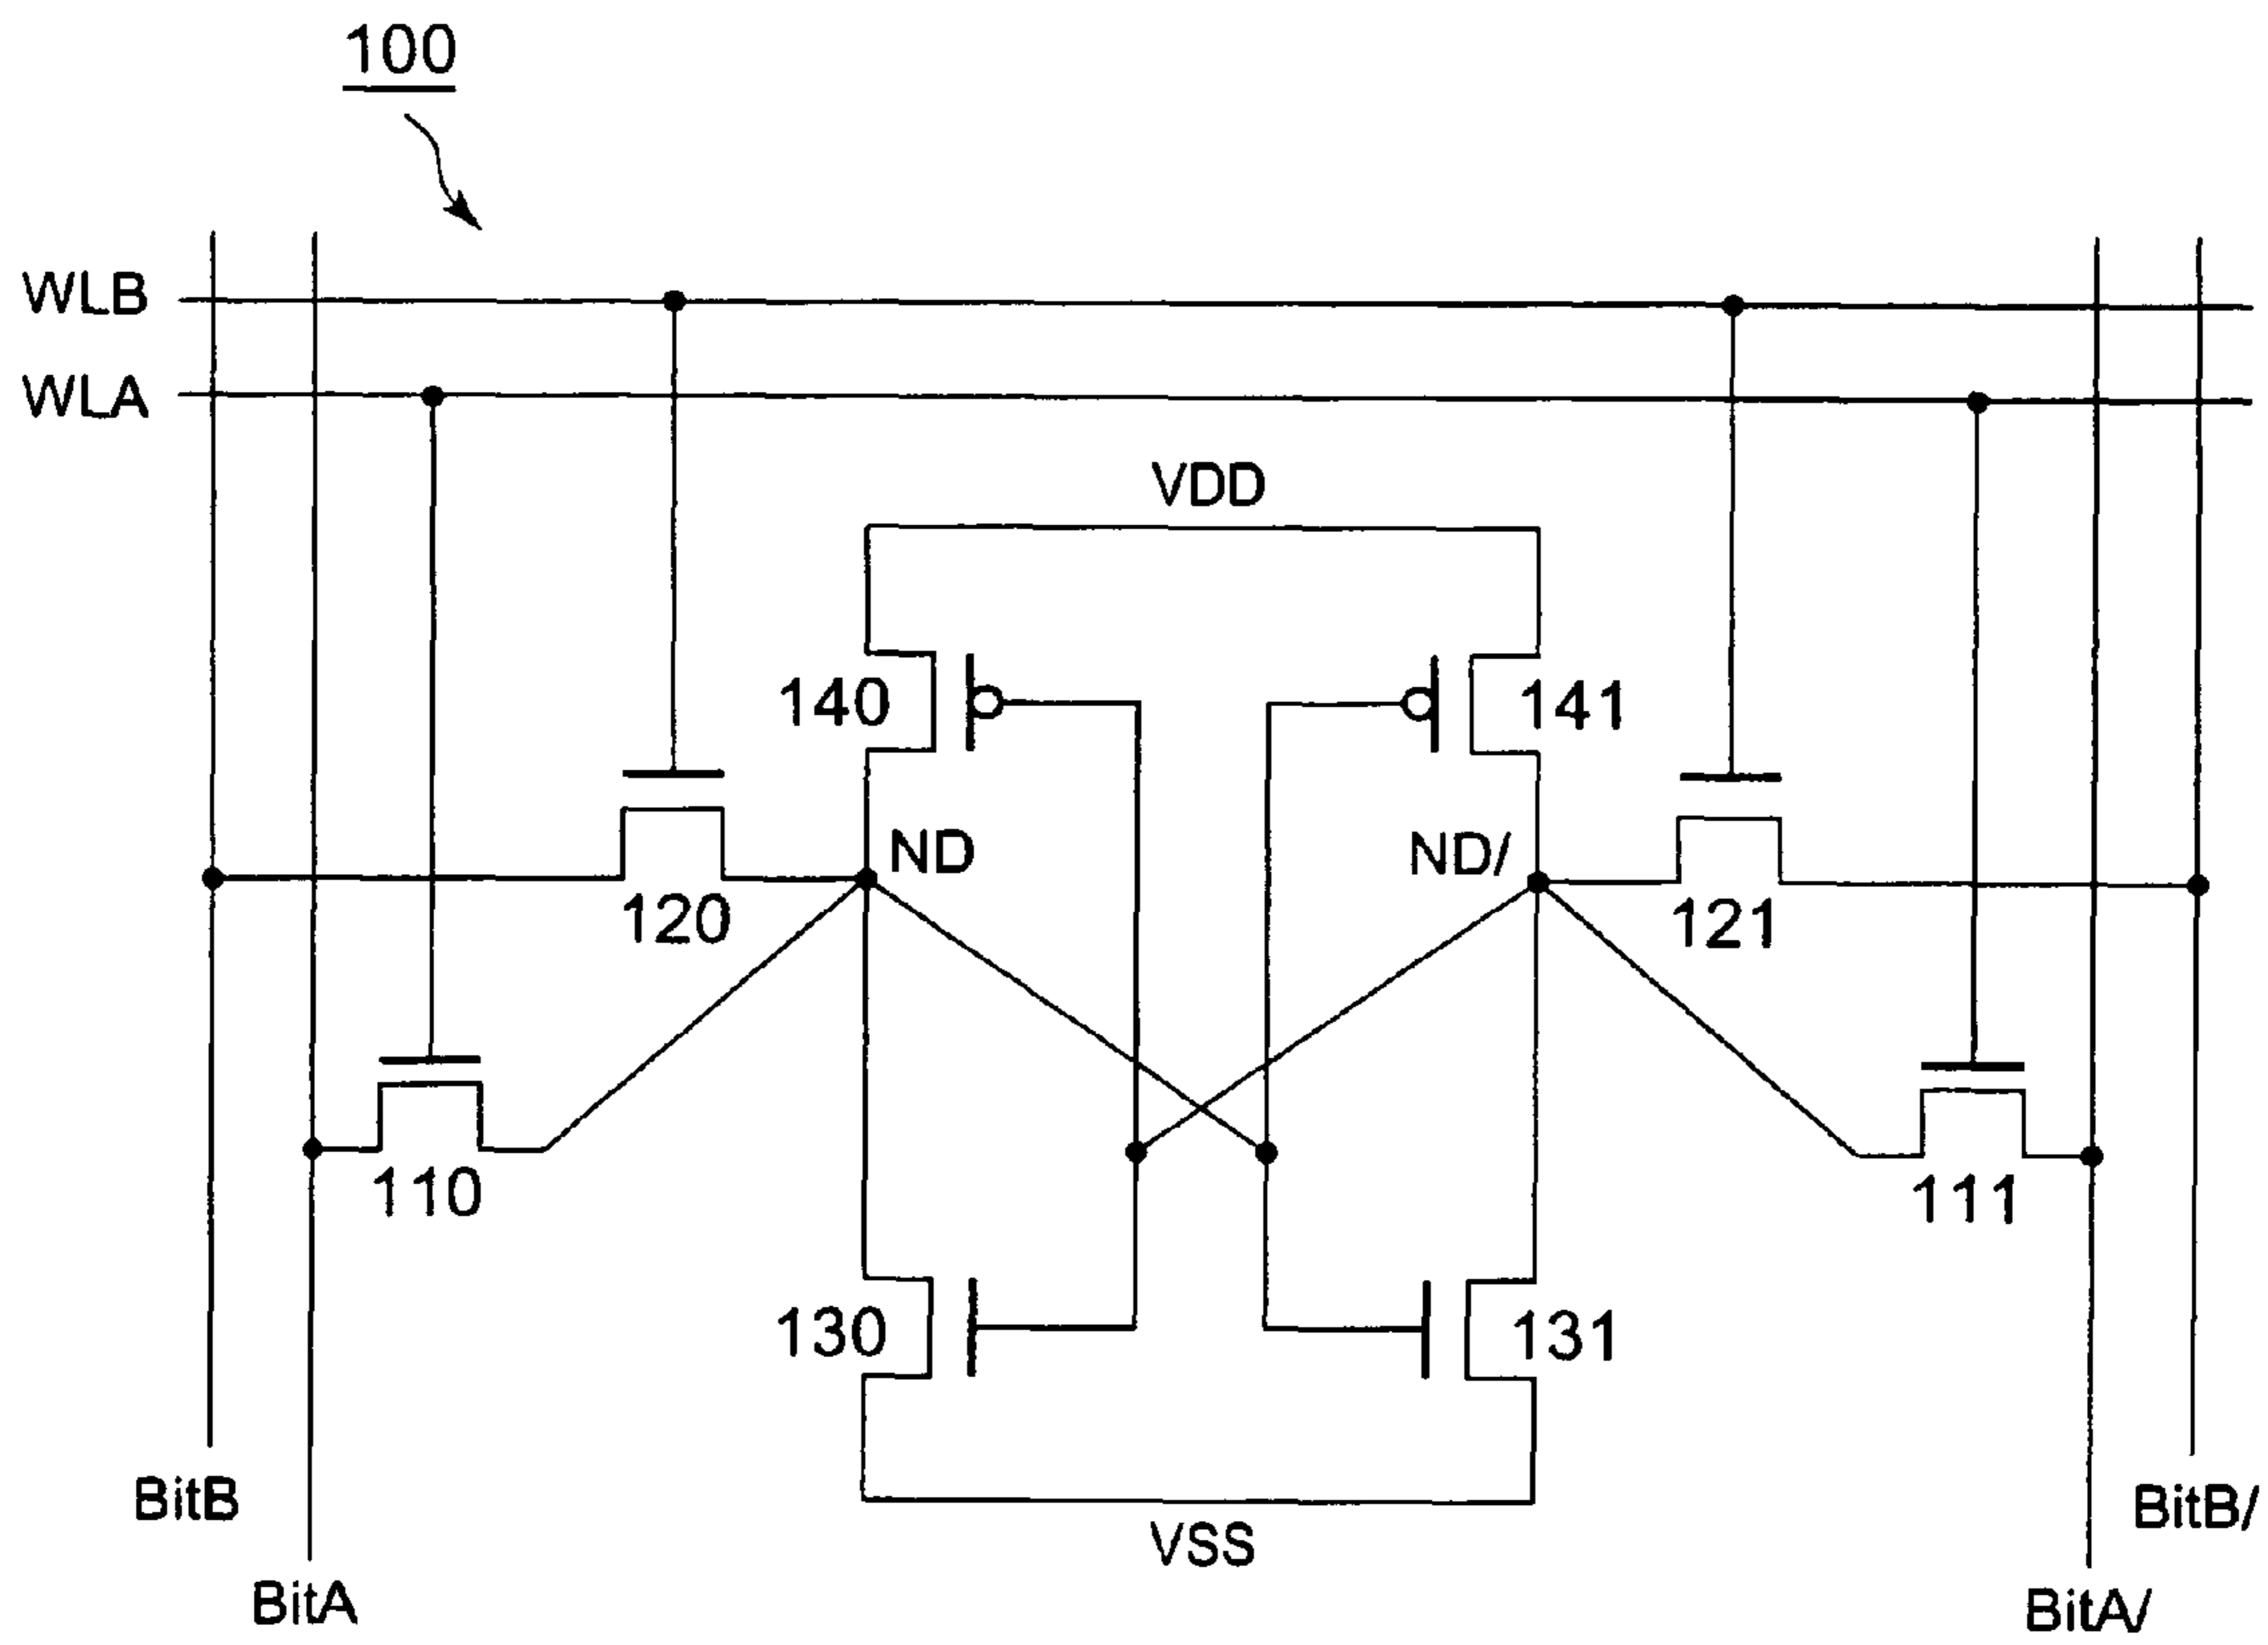 100
WLB
WLA
VDD
140
141
ND
ND/
120
121
110
111
130
131
BitB
BitB/
VSS
BitA
BitA/